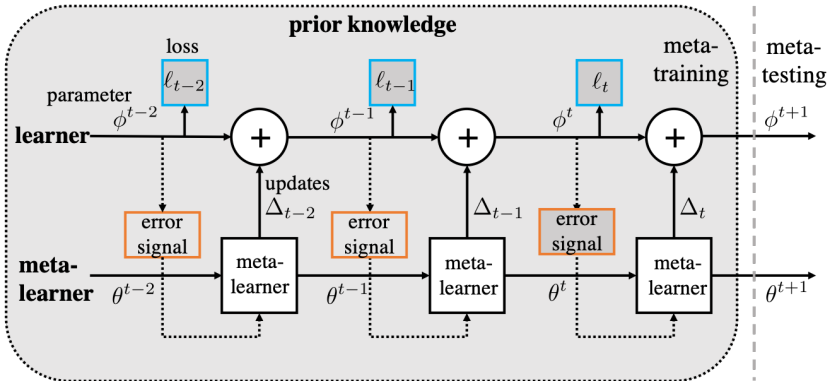 prior knowledge
loss
meta-
training
meta-
testing
ℓt−2
ℓt−1
ℓt
parameter
ϕt−2
ϕt−1
ϕt
ϕt+1
learner
+
+
+
updates
Δt−2
Δt−1
Δt
error
signal
error
signal
error
signal
meta-
learner
meta-
learner
meta-
learner
meta-
learner
θt−2
θt−1
θt
θt+1